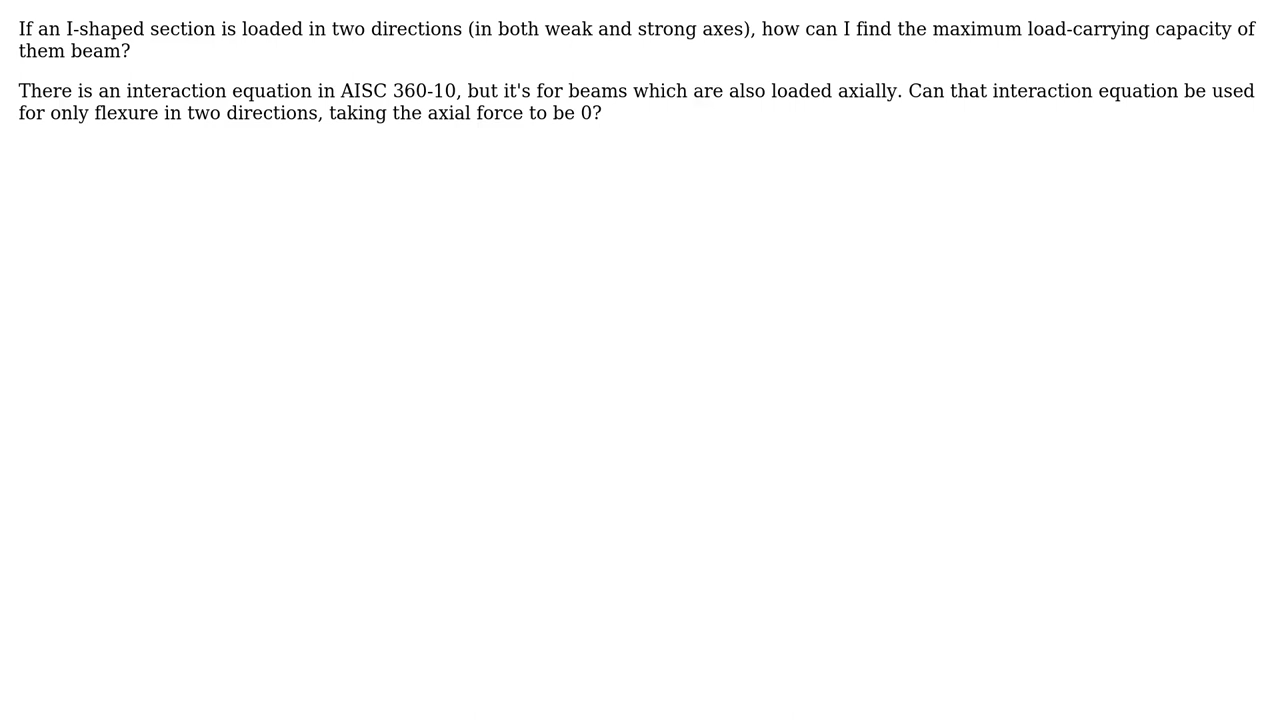 If an I-shaped section is loaded in two directions (in both weak and strong axes), how can I find the maximum load-carrying capacity of
them beam?
There is an interaction equation in AISC 360-10, but it's for beams which are also loaded axially. Can that interaction equation be used
for only flexure in two directions, taking the axial force to be 0?